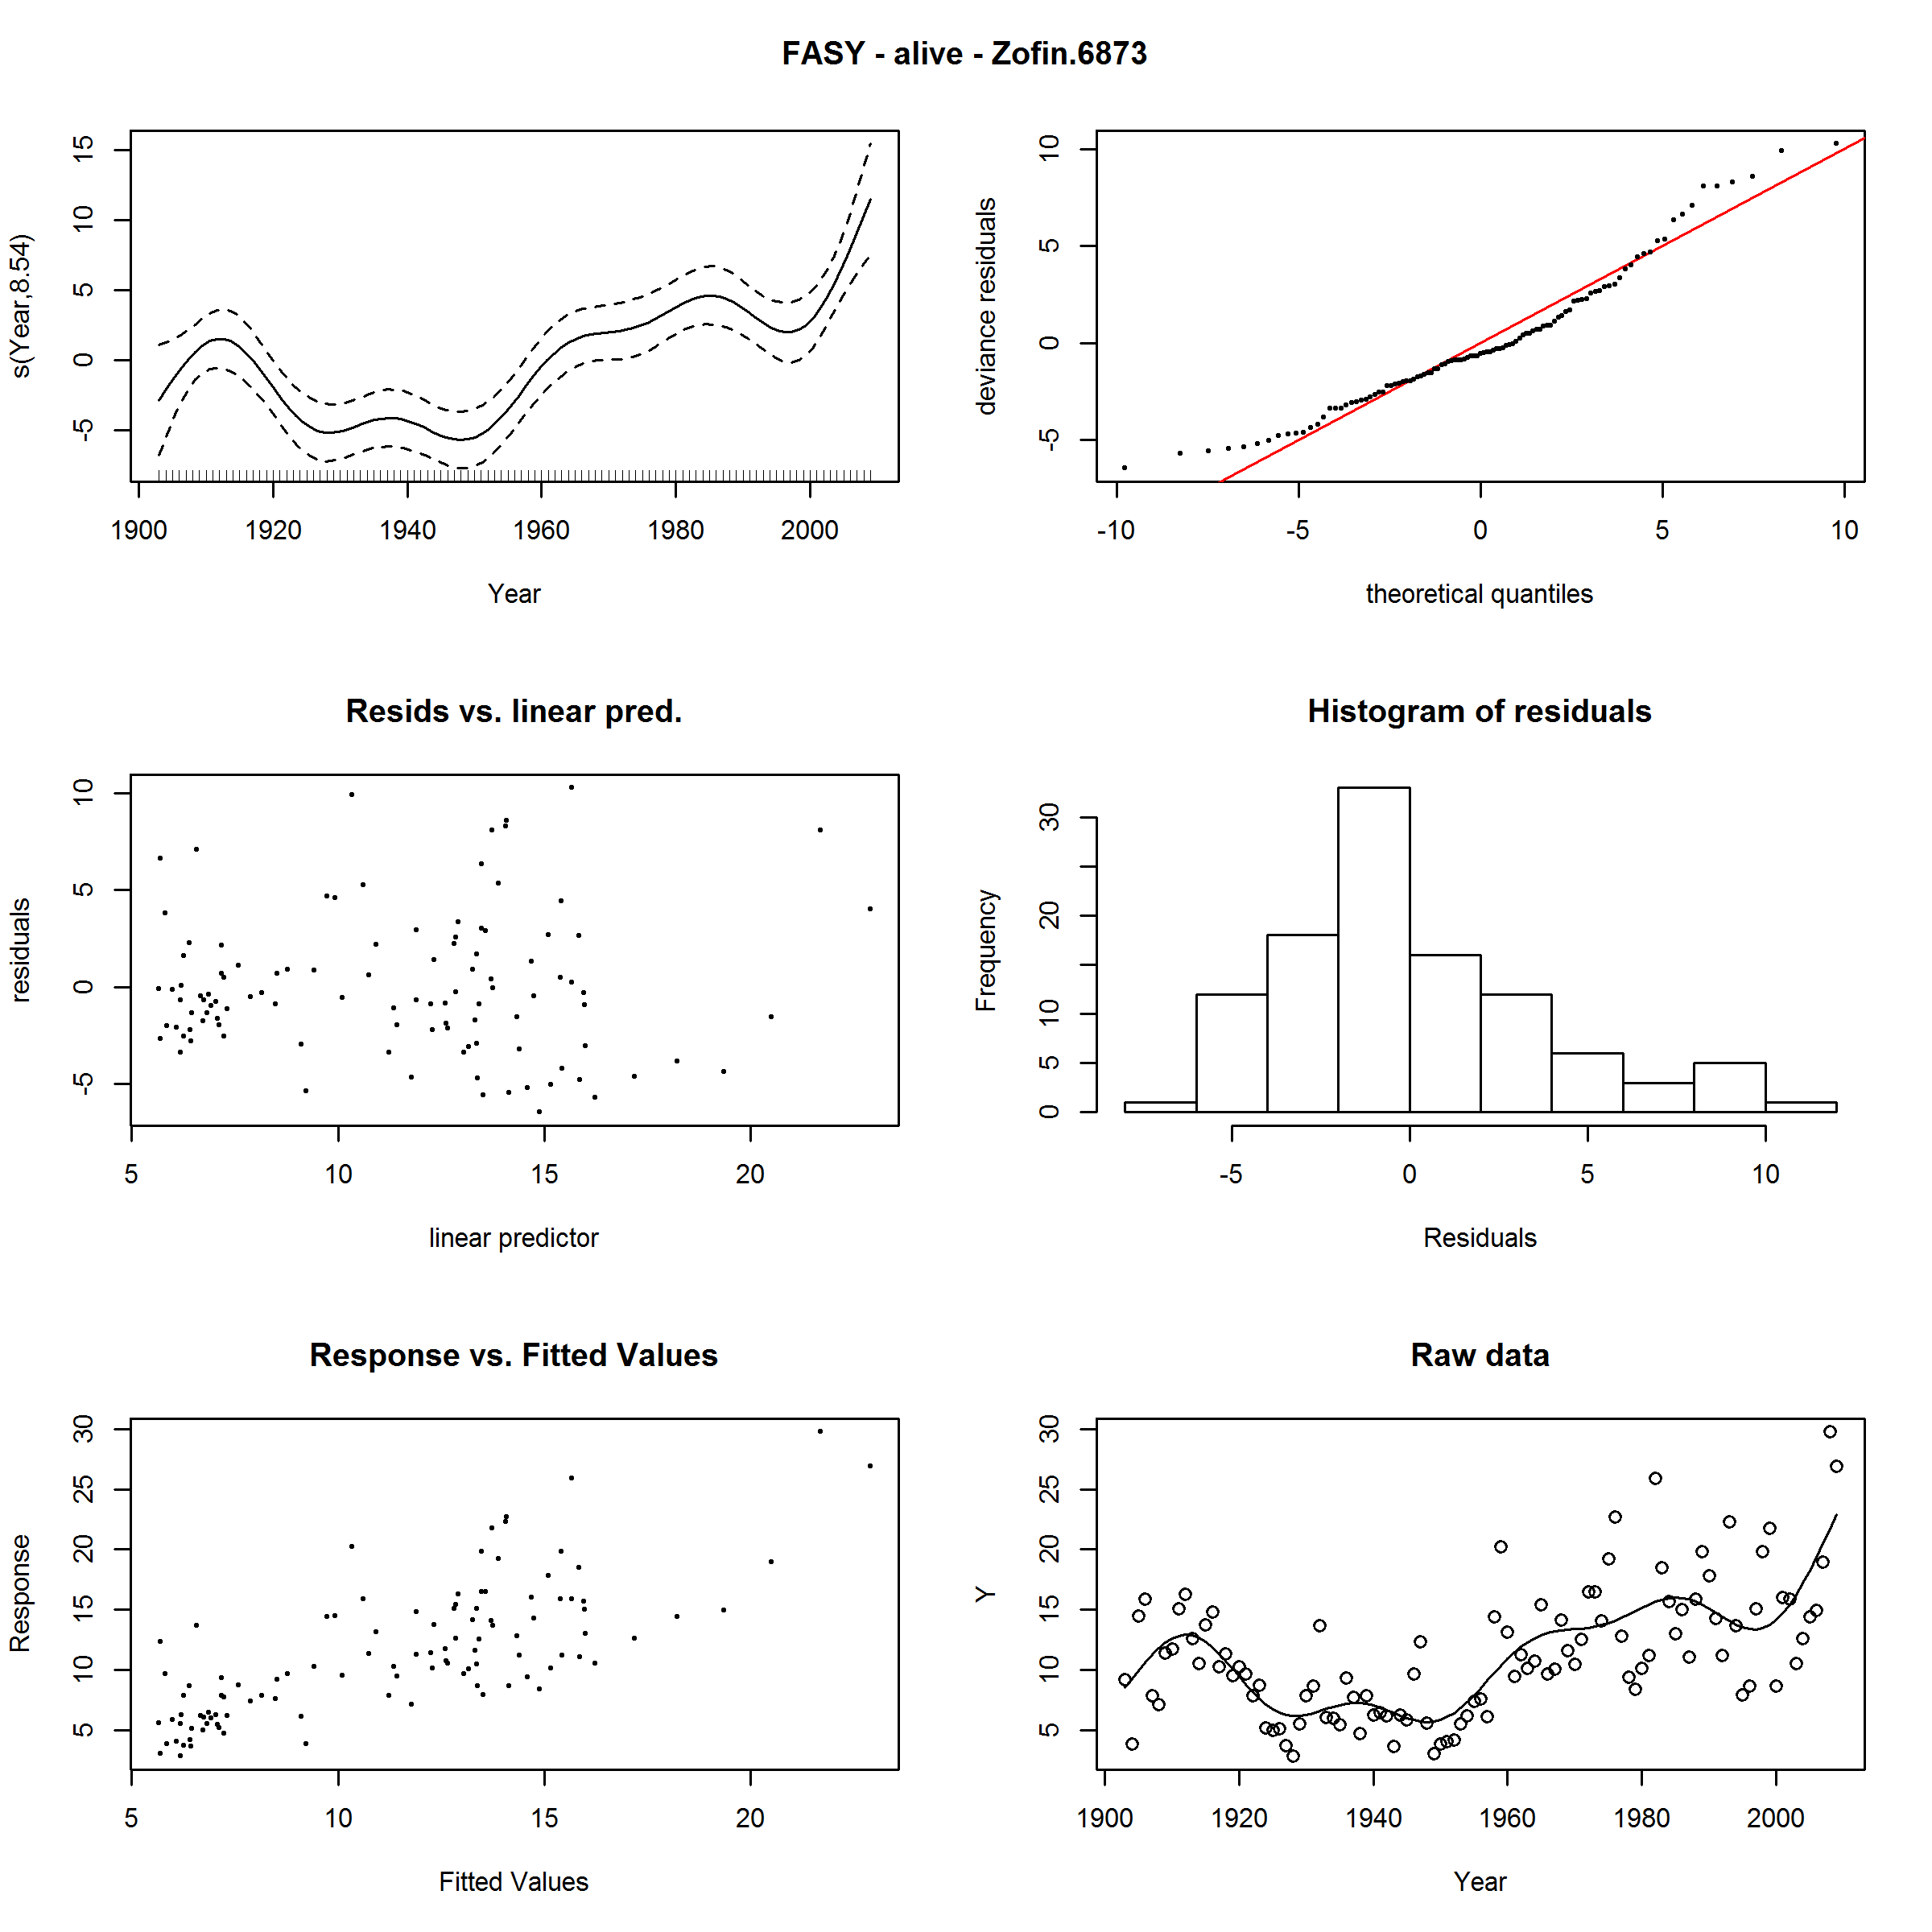 FASY - alive - Zofin.6873
s(Year,8.54)
15
10
5
0
-5
1900 1920 1940 1960 1980 2000
Year
deviance residuals
10
5
0
-5
-10 -5 0 5 10
theoretical quantiles
Resids vs. linear pred.
residuals
10
5
0
-5
5 10 15 20
linear predictor
Histogram of residuals
Frequency
30
20
10
5
0
-5 0 5 10
Residuals
Response vs. Fitted Values
Response
30
25
20
15
10
5
5 10 15 20
Fitted Values
Raw data
Y
30
25
20
15
10
5
1900 1920 1940 1960 1980 2000
Year